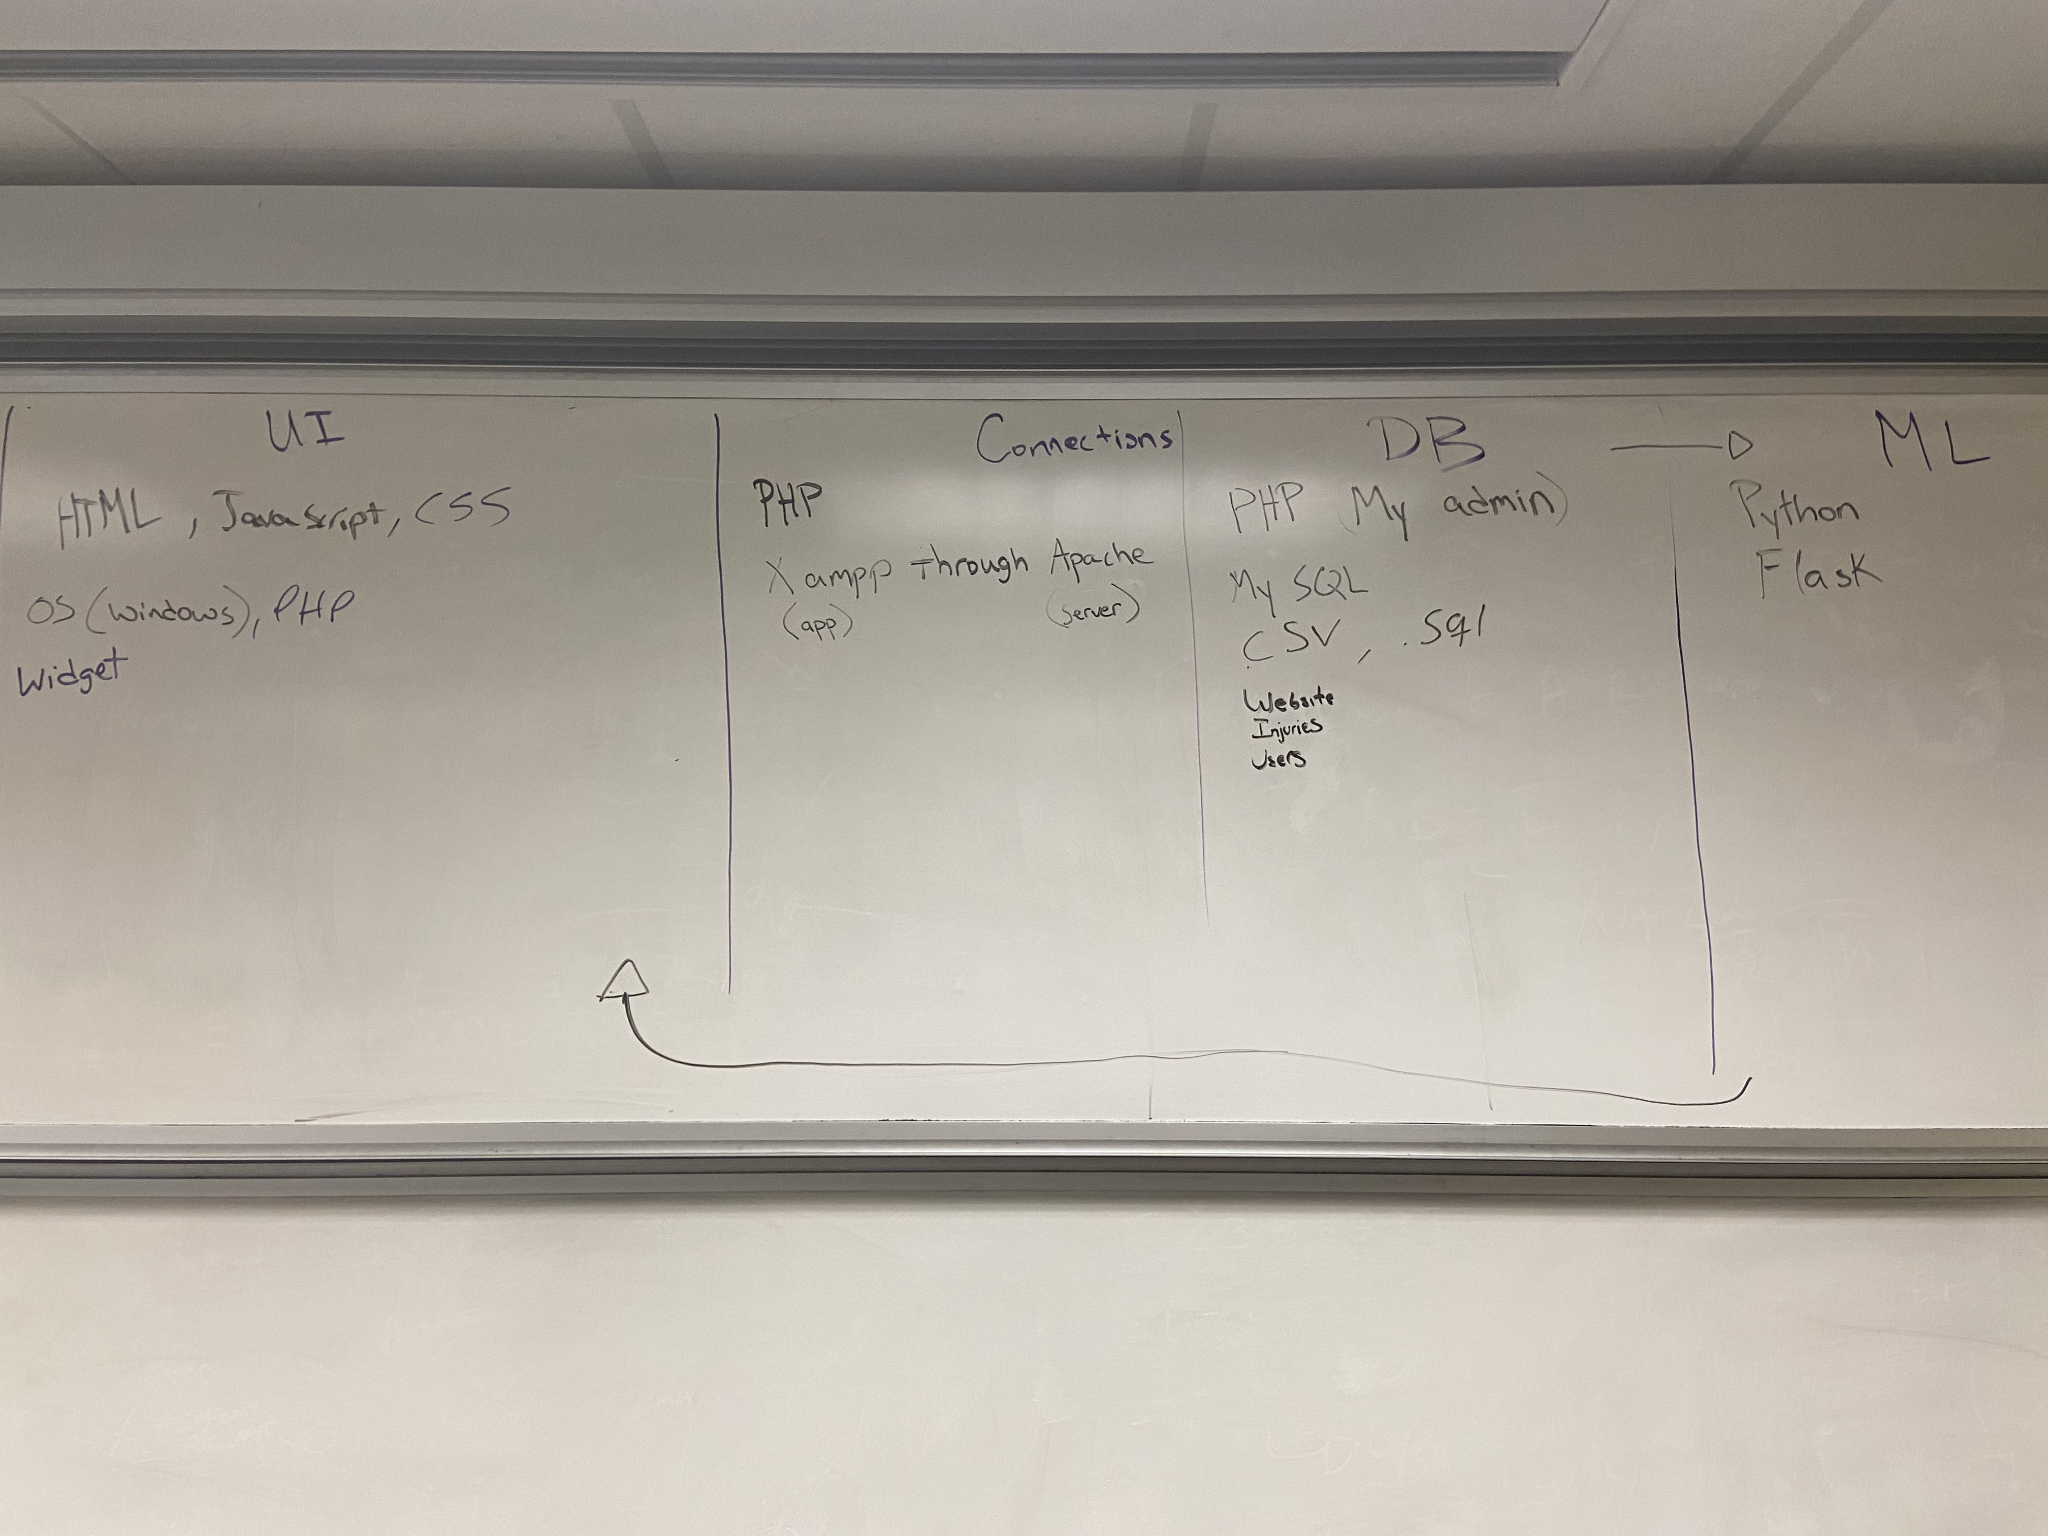 UI
HTML, Javascript, CSS
OS (windows), PHP
Widget
Connections
PHP
Xampp through Apache
(app) (server)
DB
PHP (My admin)
My SQL
CSV, .sql
Website
Injuries
Users
ML
Python
Flask